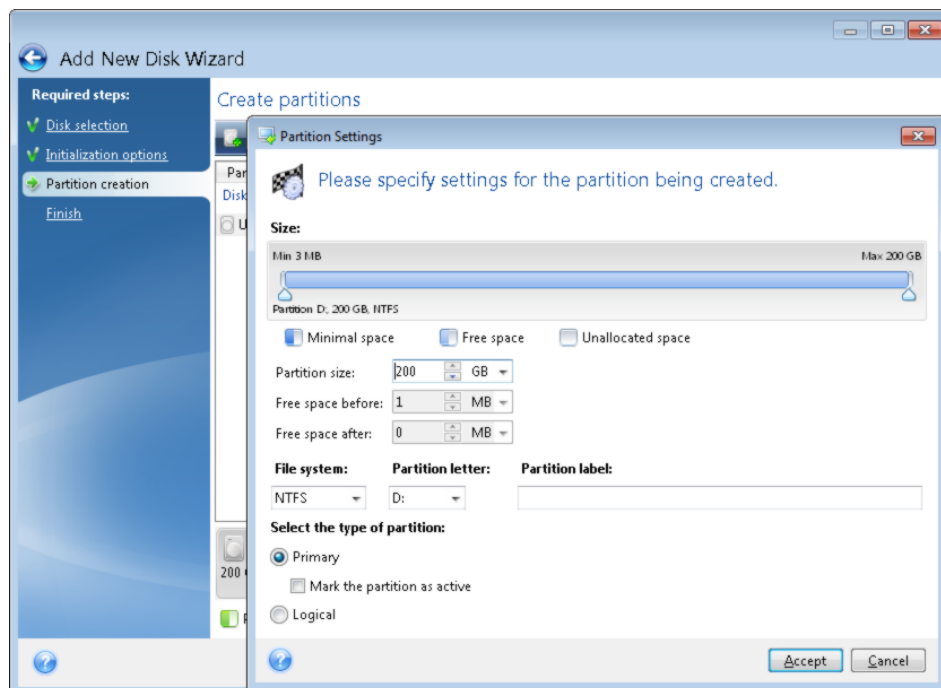 Add New Disk Wizard
Required steps:
Disk selection
Initialization options
Partition creation
Finish
Create partitions
Par
Disk
U
200
Partition Settings
Please specify settings for the partition being created.
Size:
Min 3 MB Max 200 GB
Partition D:, 200 GB, NTFS
Minimal space Free space Unallocated space
Partition size: 200 GB
Free space before: 1 MB
Free space after: 0 MB
File system: Partition letter: Partition label:
NTFS D:
Select the type of partition:
Primary
Mark the partition as active
Logical
Accept Cancel